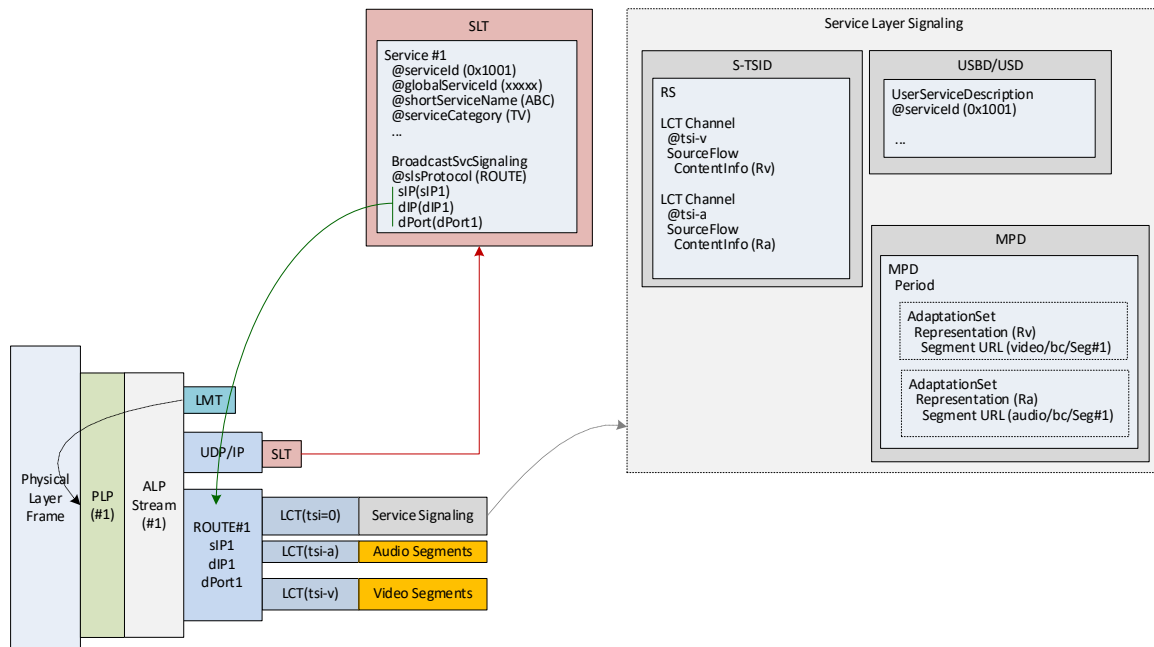 SLT
Service #1
@serviceId (0x1001)
@globalServiceId (xxxxx)
@shortServiceName (ABC)
@serviceCategory (TV)
...
BroadcastSvcSignaling
@slsProtocol (ROUTE)
sIP(sIP1)
dIP(dIP1)
dPort(dPort1)
Service Layer Signaling
S-TSID
RS
LCT Channel
@tsi-v
SourceFlow
ContentInfo (Rv)
LCT Channel
@tsi-a
SourceFlow
ContentInfo (Ra)
USBD/USD
UserServiceDescription
@serviceId (0x1001)
...
MPD
MPD
Period
AdaptationSet
Representation (Rv)
Segment URL (video/bc/Seg#1)
AdaptationSet
Representation (Ra)
Segment URL (audio/bc/Seg#1)
Physical
Layer
Frame
PLP
(#1)
ALP
Stream
(#1)
LMT
UDP/IP
SLT
ROUTE#1
sIP1
dIP1
dPort1
LCT(tsi=0)
Service Signaling
LCT(tsi-a)
Audio Segments
LCT(tsi-v)
Video Segments